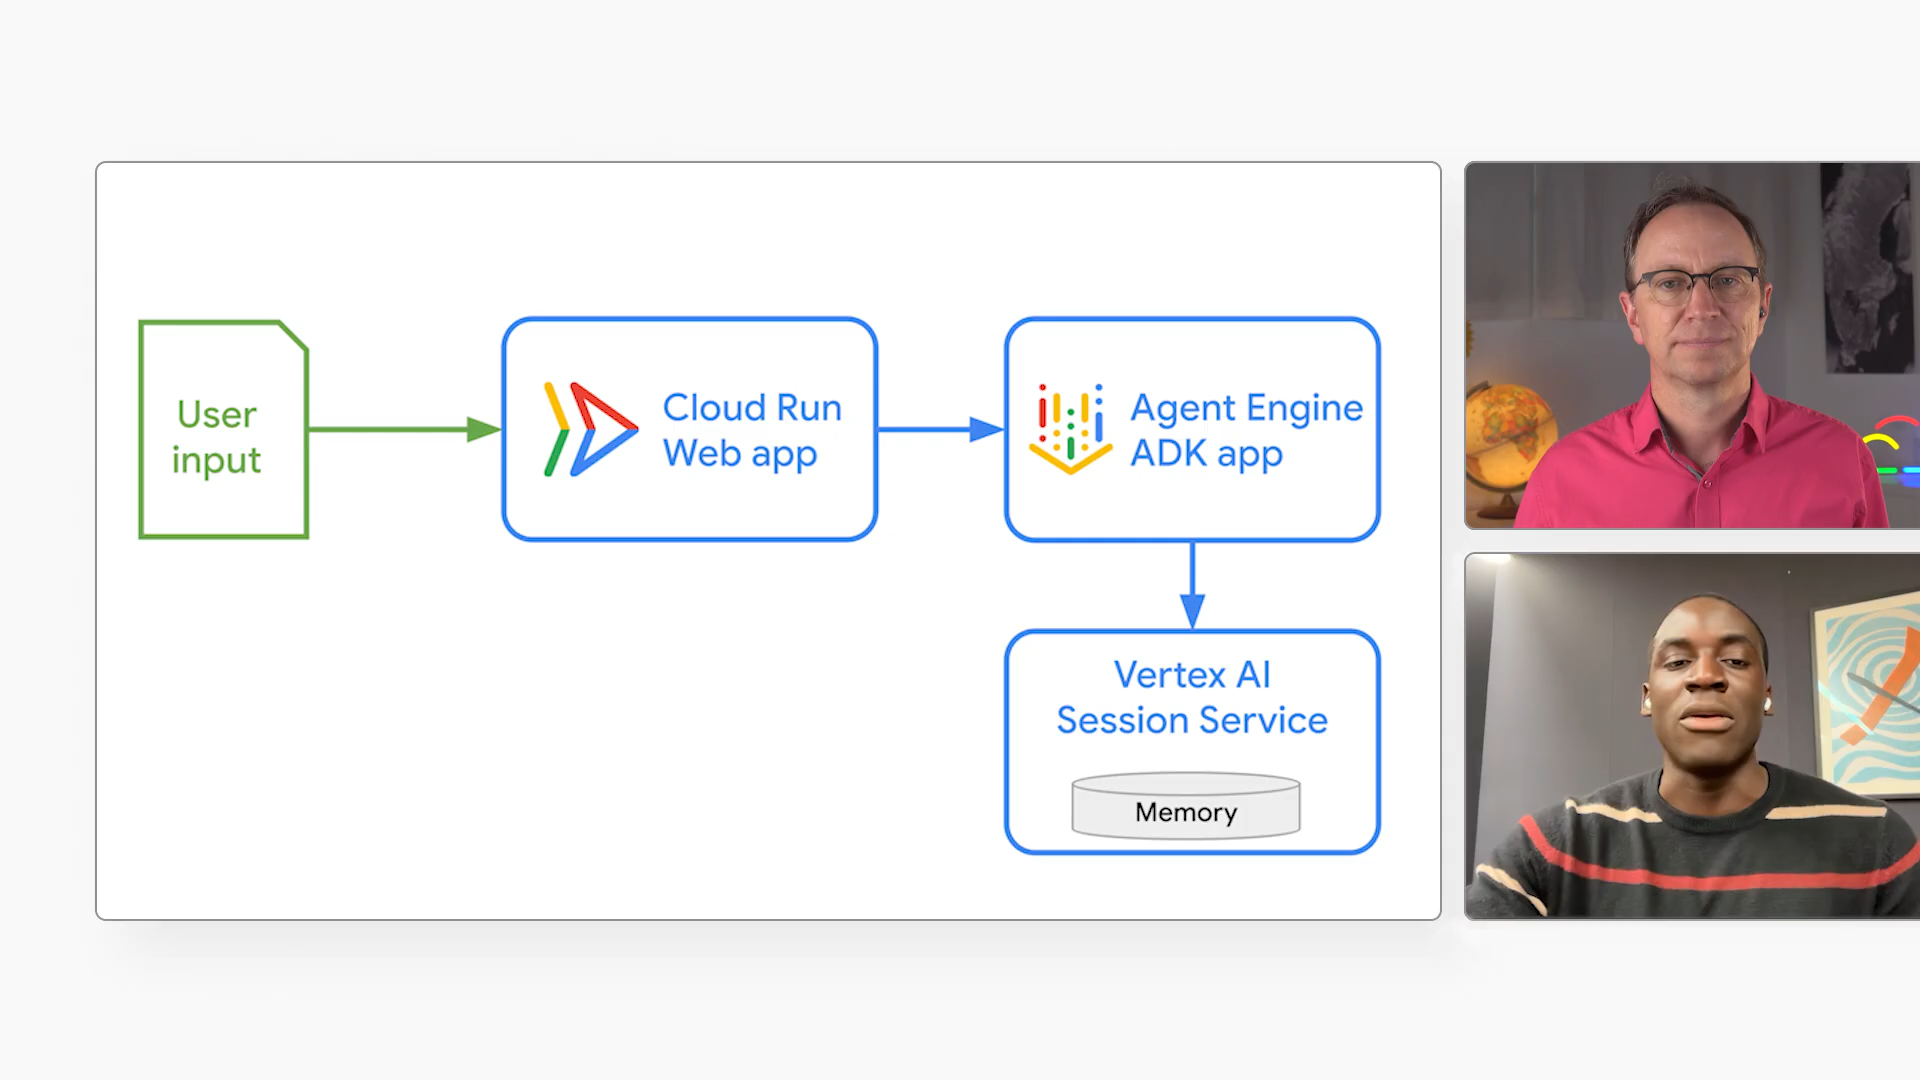 User
input
Cloud Run
Web app
Agent Engine
ADK app
Vertex AI
Session Service
Memory